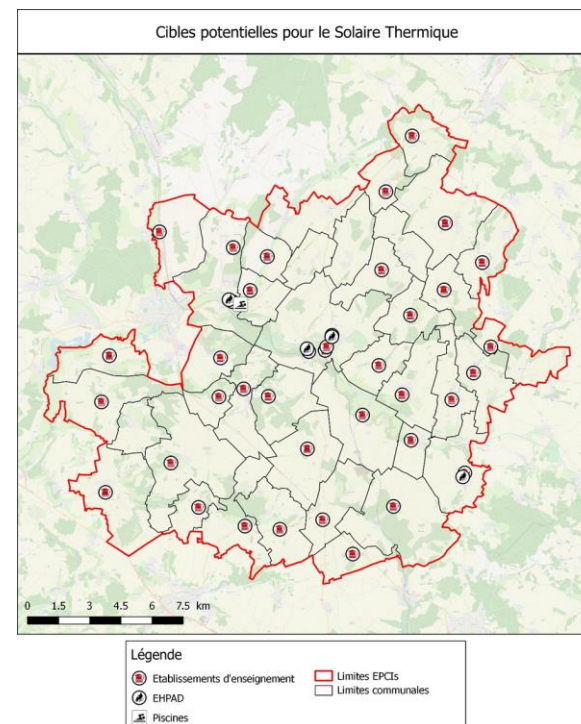 Cibles potentielles pour le Solaire Thermique
0 1.5 3 4.5 6 7.5 km
Légende
Etablissements d'enseignement
EHPAD
Piscines
Limites EPCIs
Limites communales